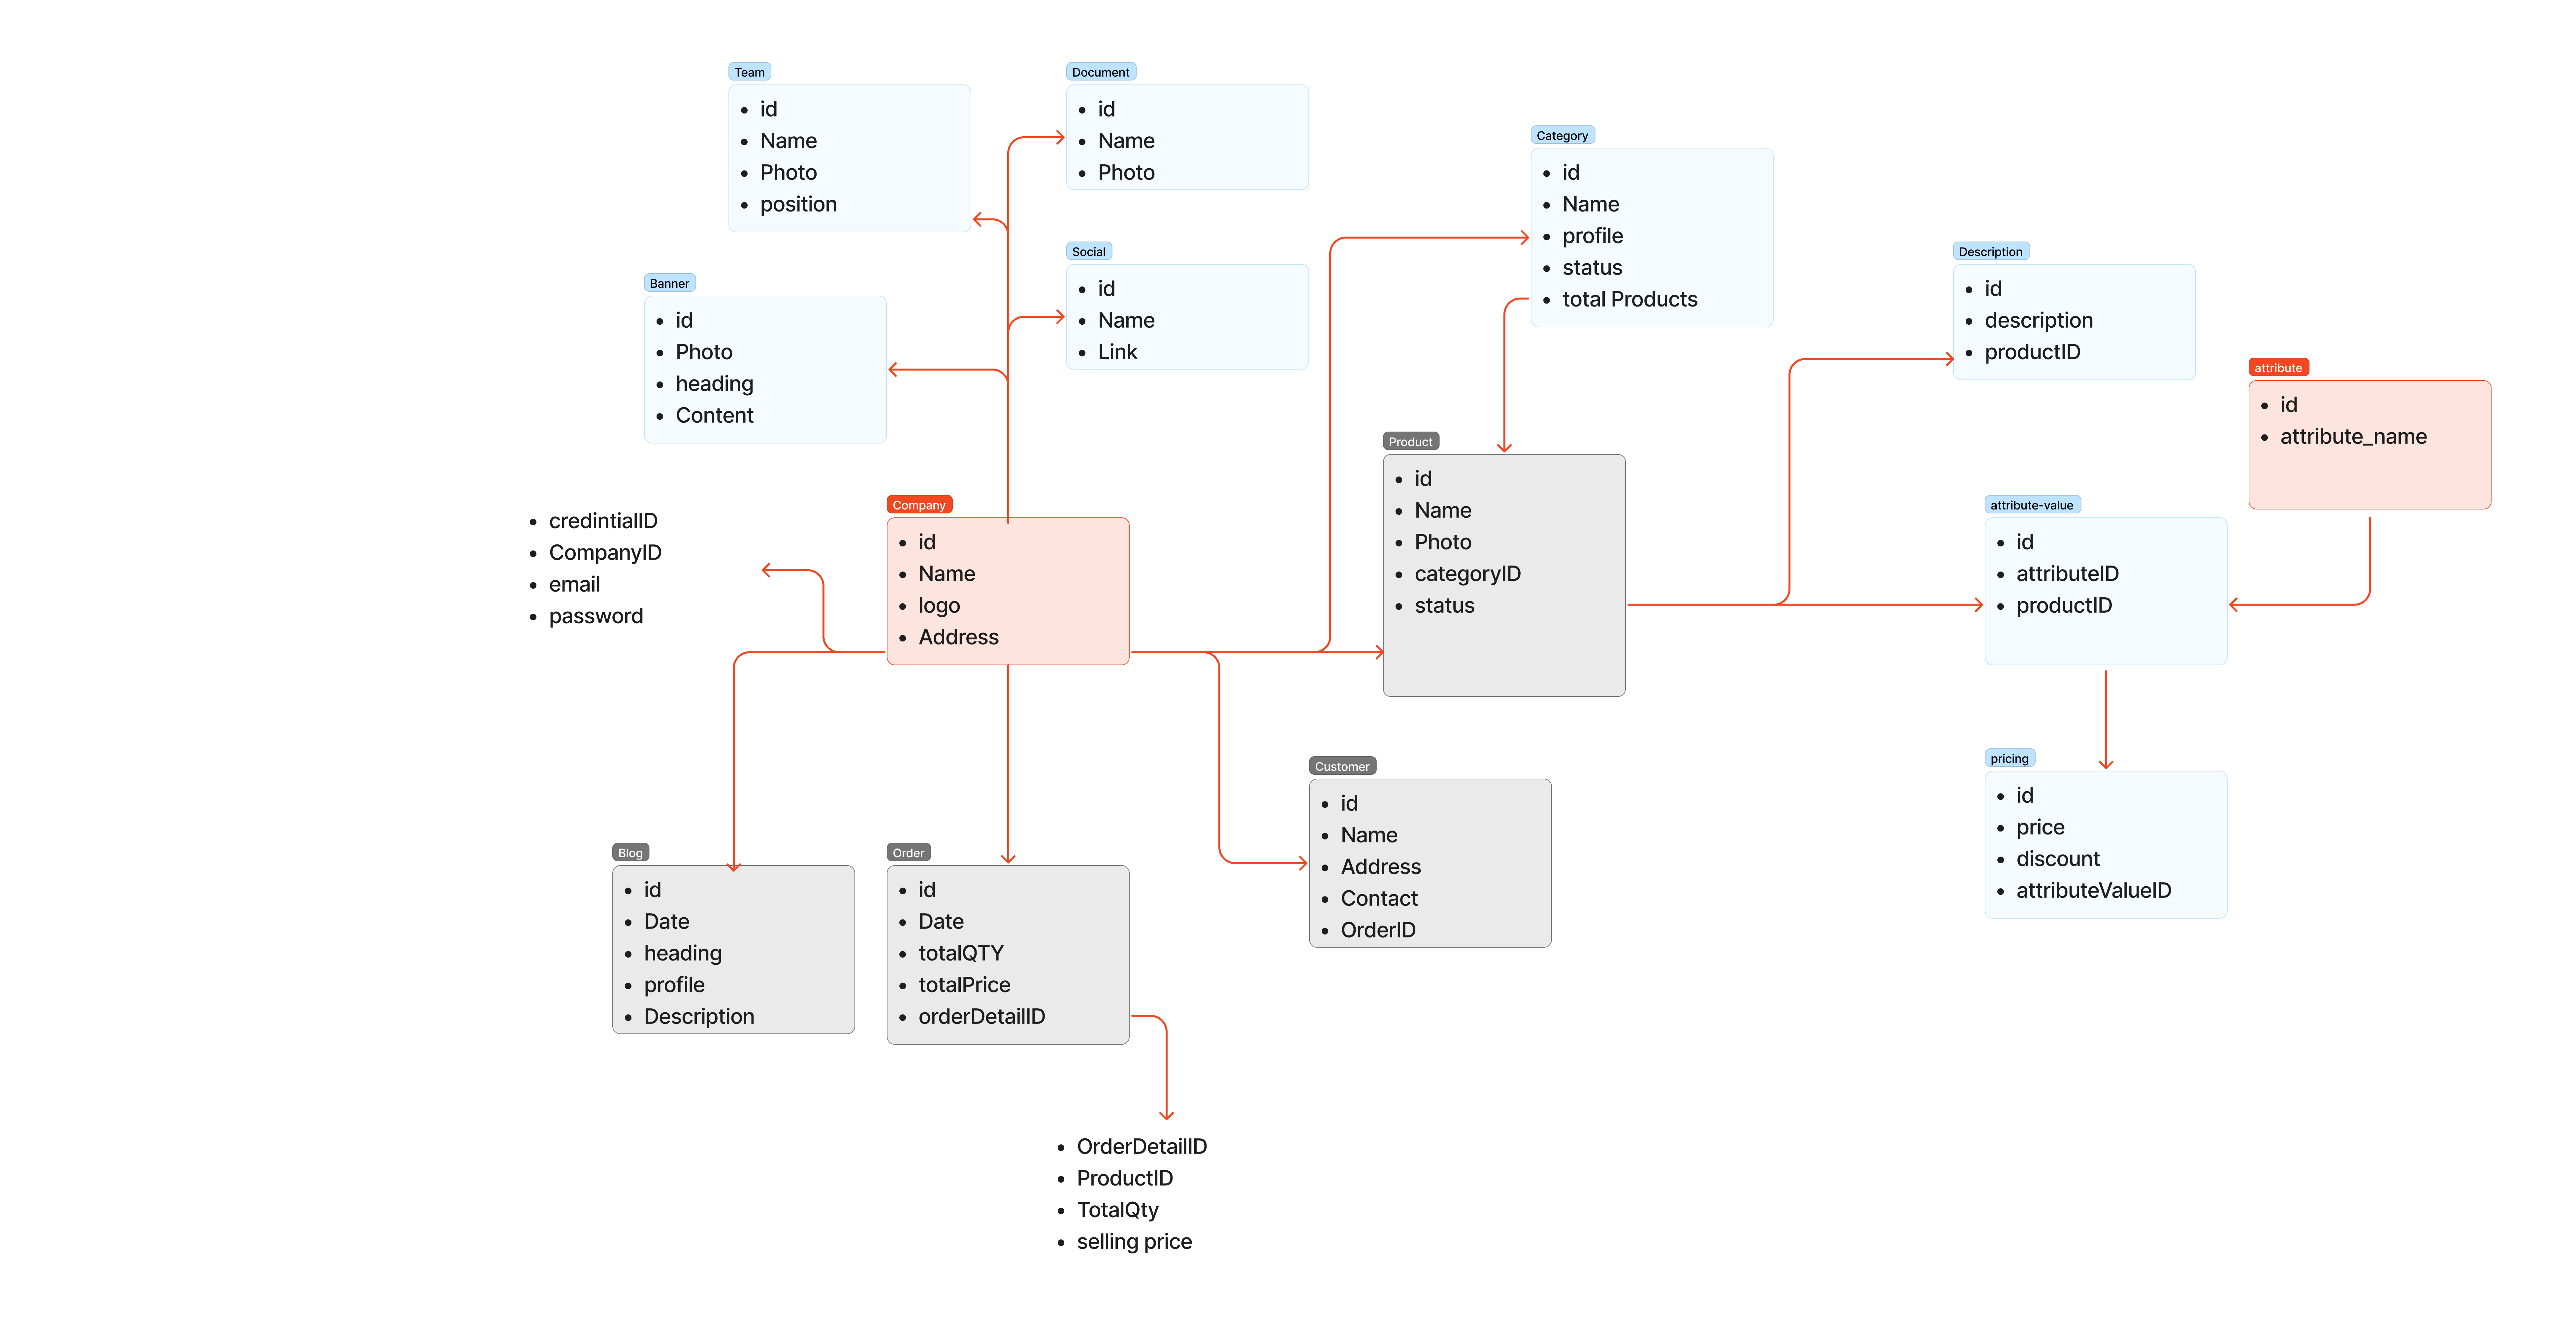 Team
• id
• Name
• Photo
• position
Document
• id
• Name
• Photo
Category
• id
• Name
• profile
• status
• total Products
Social
• id
• Name
• Link
Description
• id
• description
• productID
Banner
• id
• Photo
• heading
• Content
attribute
• id
• attribute_name
Product
• id
• Name
• Photo
• categoryID
• status
• credintialID
• CompanyID
• email
• password
Company
• id
• Name
• logo
• Address
attribute-value
• id
• attributeID
• productID
pricing
• id
• price
• discount
• attributeValueID
Customer
• id
• Name
• Address
• Contact
• OrderID
Blog
• id
• Date
• heading
• profile
• Description
Order
• id
• Date
• totalQTY
• totalPrice
• orderDetailID
• OrderDetailID
• ProductID
• TotalQty
• selling price